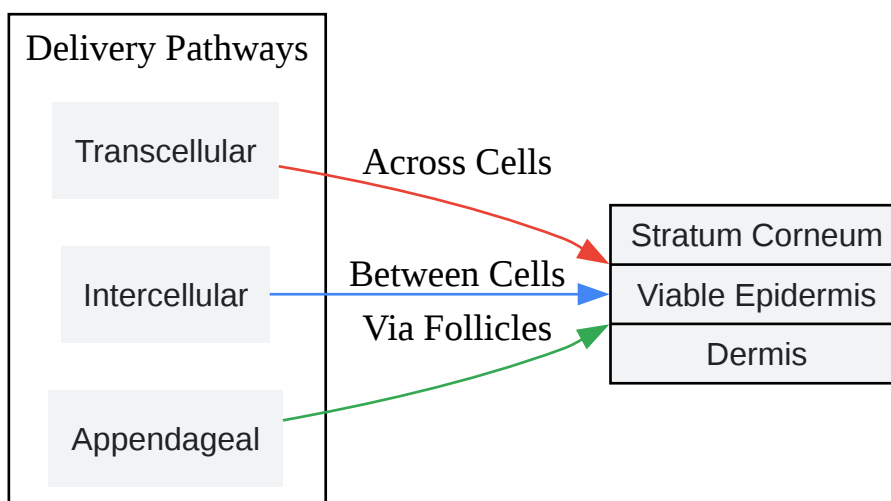 Delivery Pathways
Transcellular
Across Cells
Stratum Corneum
Between Cells
Intercellular
Viable Epidermis
Via Follicles
Dermis
Appendageal